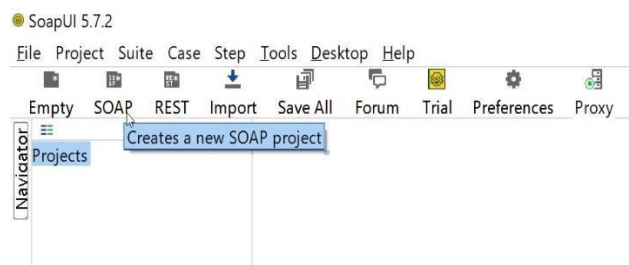 SoapUI 5.7.2
File Project Suite Case Step Tools Desktop Help
Empty SOAP REST Import Save All Forum Trial Preferences Proxy
Creates a new SOAP project
Navigator
Projects